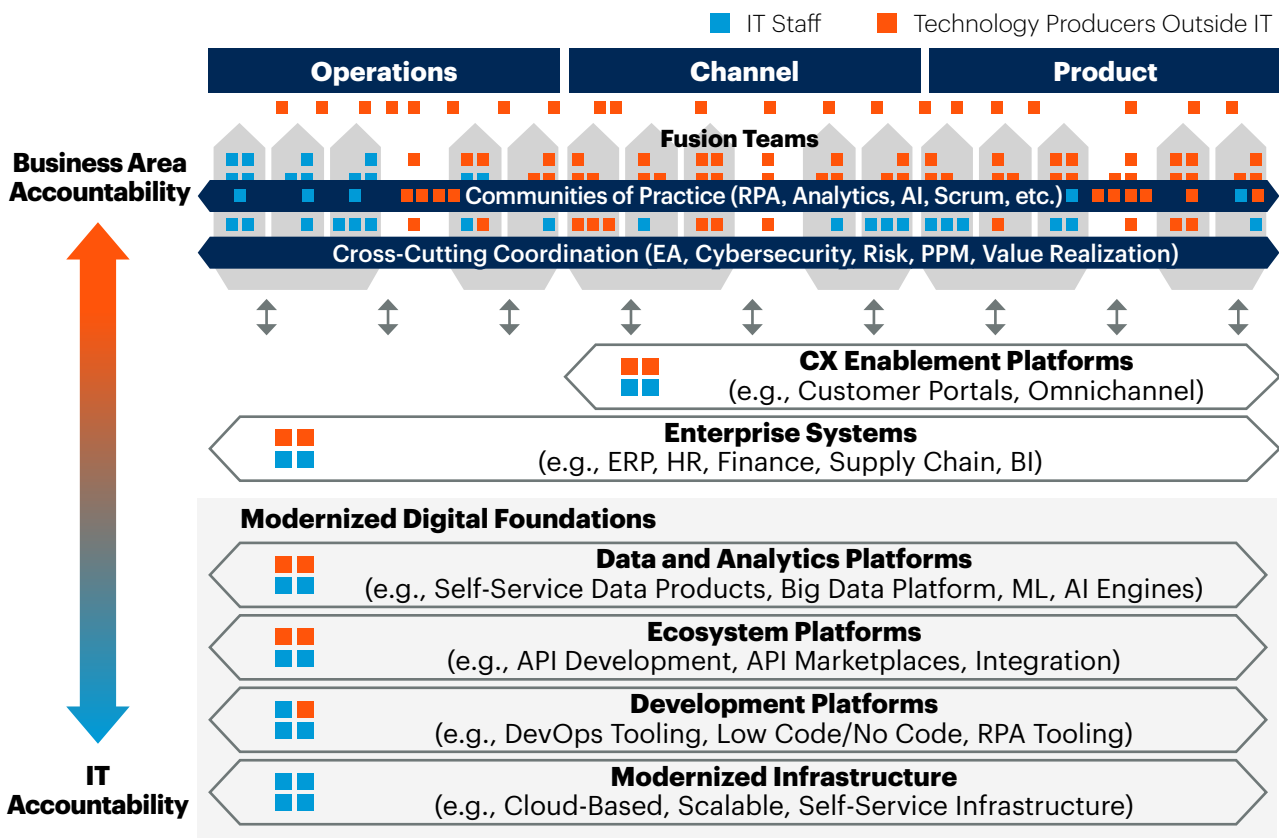 IT Staff
Technology Producers Outside IT
Operations
Channel
Product
Fusion Teams
Business Area
Accountability
Communities of Practice (RPA, Analytics, AI, Scrum, etc.)
Cross-Cutting Coordination (EA, Cybersecurity, Risk, PPM, Value Realization)
CX Enablement Platforms
(e.g., Customer Portals, Omnichannel)
Enterprise Systems
(e.g., ERP, HR, Finance, Supply Chain, BI)
Modernized Digital Foundations
Data and Analytics Platforms
(e.g., Self-Service Data Products, Big Data Platform, ML, AI Engines)
Ecosystem Platforms
(e.g., API Development, API Marketplaces, Integration)
Development Platforms
(e.g., DevOps Tooling, Low Code/No Code, RPA Tooling)
IT
Accountability
Modernized Infrastructure
(e.g., Cloud-Based, Scalable, Self-Service Infrastructure)